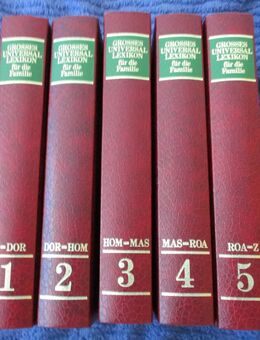 GROSSES
UNIVERSAL
LEXIKON
für die
Familie
=DOR
1
GROSSES
UNIVERSAL
LEXIKON
für die
Familie
DOR=HOM
2
GROSSES
UNIVERSAL
LEXIKON
für die
Familie
HOM=MAS
3
GROSSES
UNIVERSAL
LEXIKON
für die
Familie
MAS=ROA
4
GROSSES
UNIVERSAL
LEXIKON
für die
Familie
ROA=Z
5